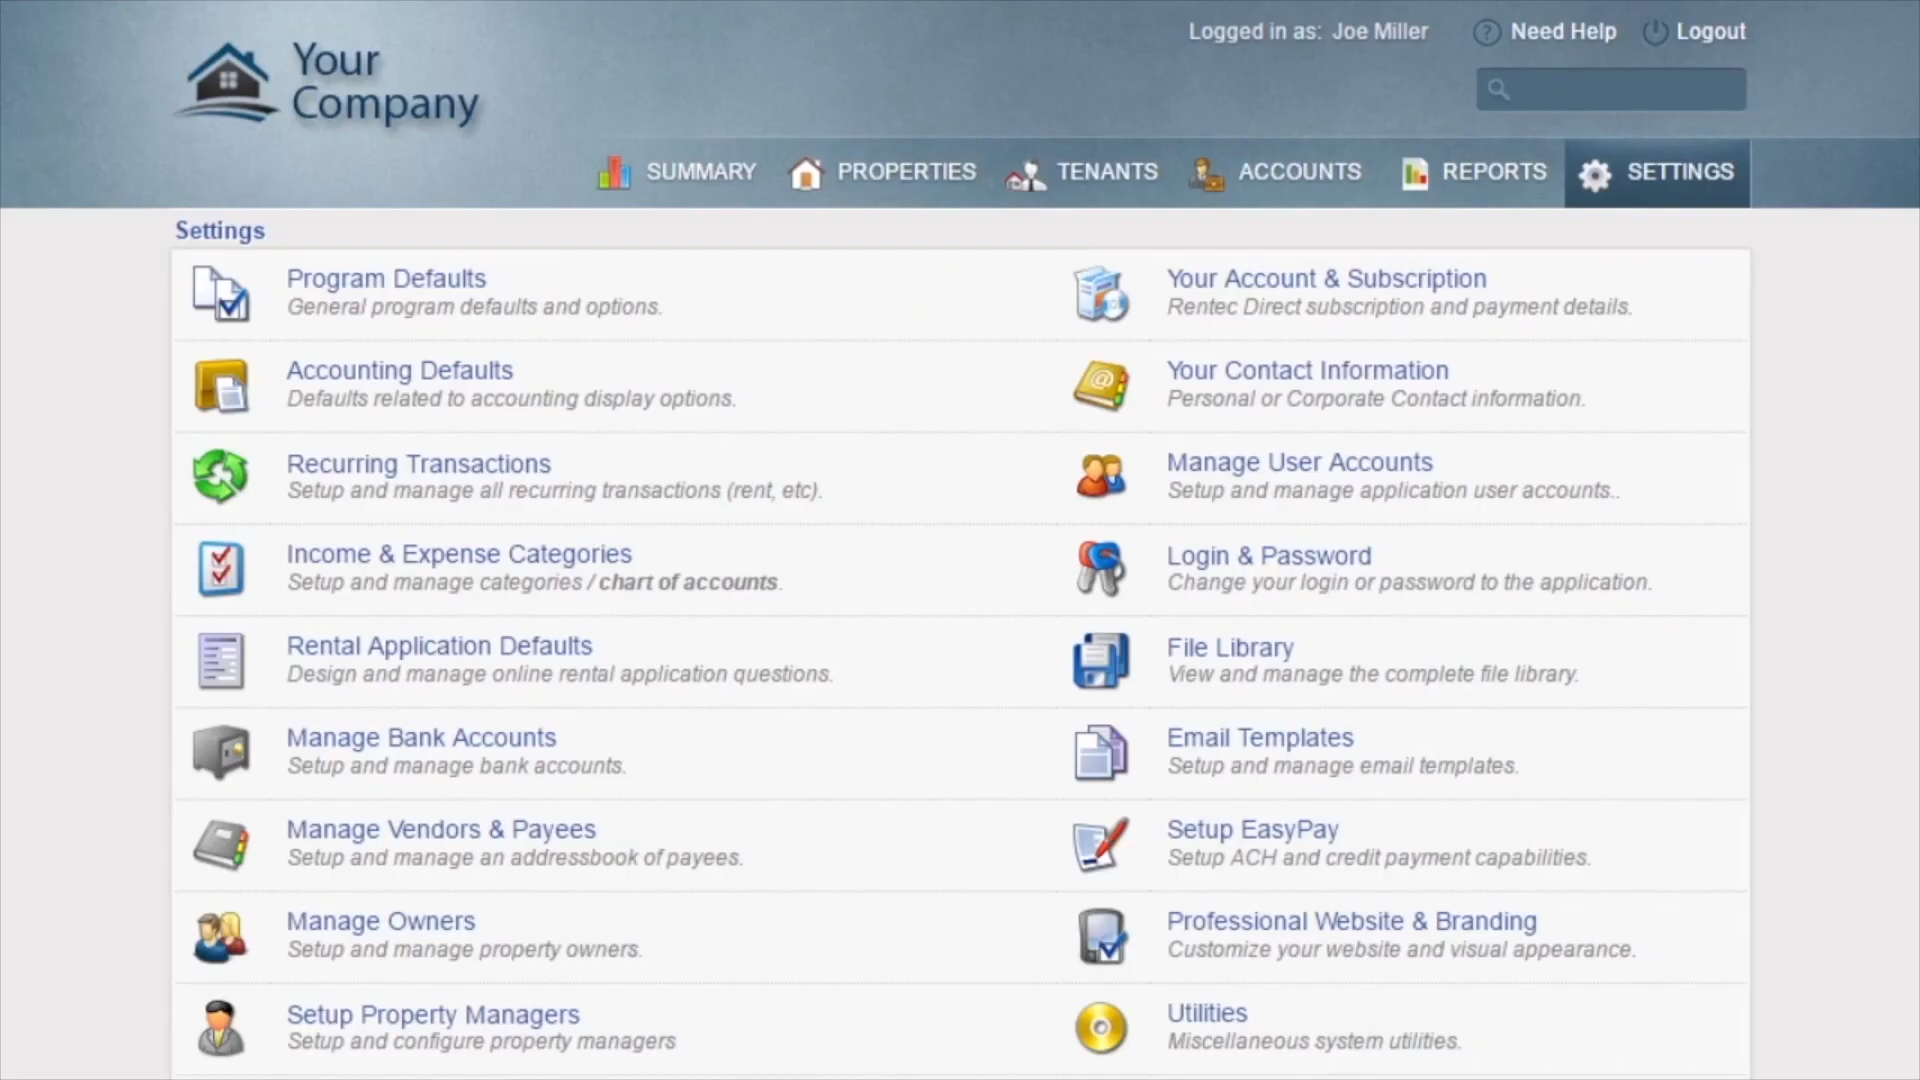 Your
Company
Logged in as: Joe Miller
Need Help
Logout
SUMMARY
PROPERTIES
TENANTS
ACCOUNTS
REPORTS
SETTINGS
Settings
Program Defaults
General program defaults and options.
Your Account & Subscription
Rentec Direct subscription and payment details.
Accounting Defaults
Defaults related to accounting display options.
Your Contact Information
Personal or Corporate Contact information.
Recurring Transactions
Setup and manage all recurring transactions (rent, etc).
Manage User Accounts
Setup and manage application user accounts..
Income & Expense Categories
Setup and manage categories / chart of accounts.
Login & Password
Change your login or password to the application.
Rental Application Defaults
Design and manage online rental application questions.
File Library
View and manage the complete file library.
Manage Bank Accounts
Setup and manage bank accounts.
Email Templates
Setup and manage email templates.
Manage Vendors & Payees
Setup and manage an addressbook of payees.
Setup EasyPay
Setup ACH and credit payment capabilities.
Manage Owners
Setup and manage property owners.
Professional Website & Branding
Customize your website and visual appearance.
Setup Property Managers
Setup and configure property managers
Utilities
Miscellaneous system utilities.